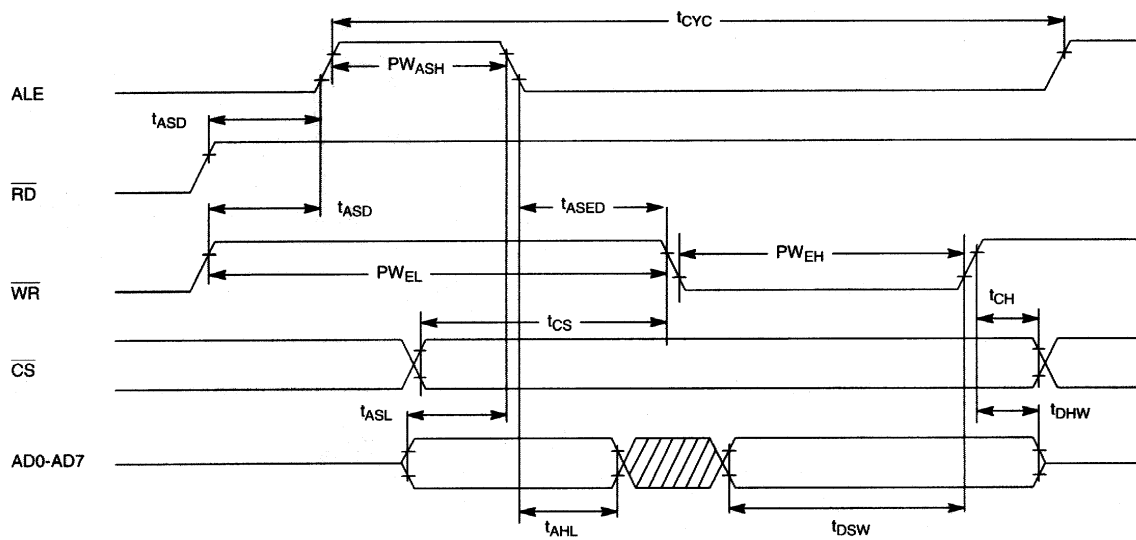 tCYC
PWASH
ALE
tASD
RD
tASD
tASED
PWEL
PWEH
WR
tCS
tCH
CS
tASL
tDHW
AD0-AD7
tAHL
tDSW